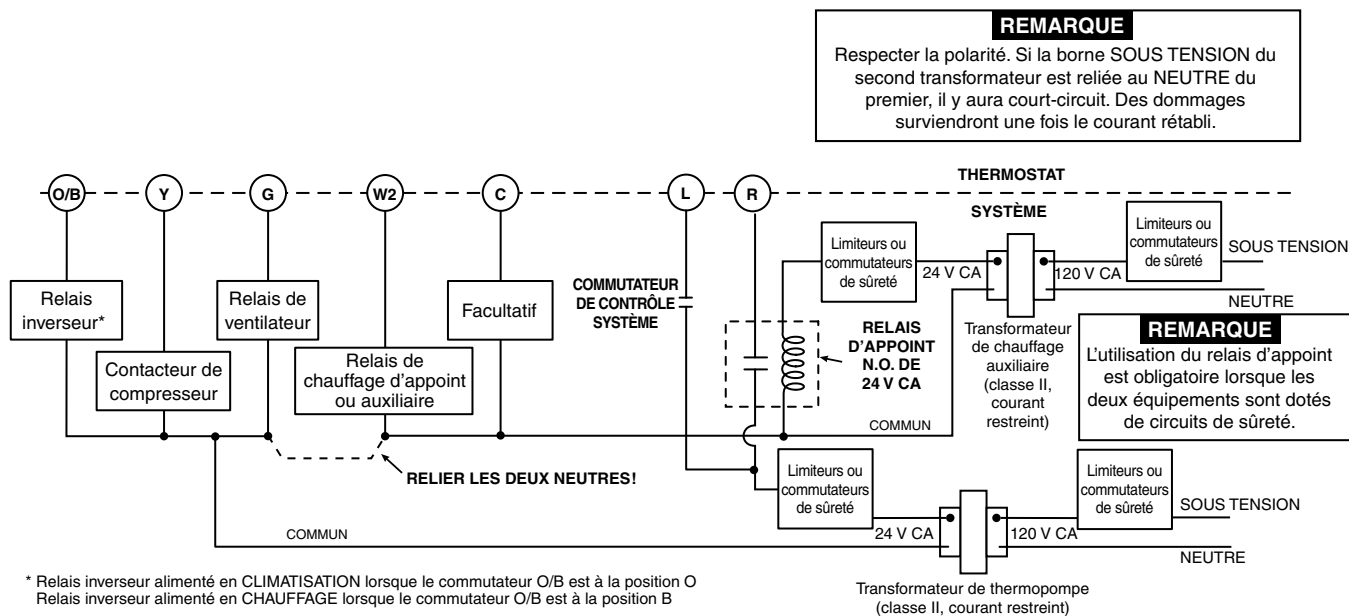 REMARQUE
Respecter la polarité. Si la borne SOUS TENSION du
second transformateur est reliée au NEUTRE du
premier, il y aura court-circuit. Des dommages
surviendront une fois le courant rétabli.
THERMOSTAT
O/B
Y
G
W2
C
L
R
SYSTÈME
Relais
inverseur*
Contacteur de
compresseur
Relais de
ventilateur
Relais de
chauffage d'appoint
ou auxiliaire
Facultatif
COMMUTATEUR
DE CONTRÔLE
SYSTÈME
Limiteurs ou
commutateurs
de sûreté
24 V CA
120 V CA
Limiteurs ou
commutateurs
de sûreté
SOUS TENSION
NEUTRE
RELAIS
D'APPOINT
N.O. DE
24 V CA
Transformateur
de chauffage
auxiliaire
(classe II,
courant
restreint)
REMARQUE
L'utilisation du relais d'appoint
est obligatoire lorsque les
deux équipements sont dotés
de circuits de sûreté.
COMMUN
RELIER LES DEUX NEUTRES!
Limiteurs ou
commutateurs
de sûreté
24 V CA
120 V CA
Limiteurs ou
commutateurs
de sûreté
SOUS TENSION
NEUTRE
COMMUN
Transformateur de thermopompe
(classe II, courant restreint)
* Relais inverseur alimenté en CLIMATISATION lorsque le commutateur O/B est à la position O
Relais inverseur alimenté en CHAUFFAGE lorsque le commutateur O/B est à la position B